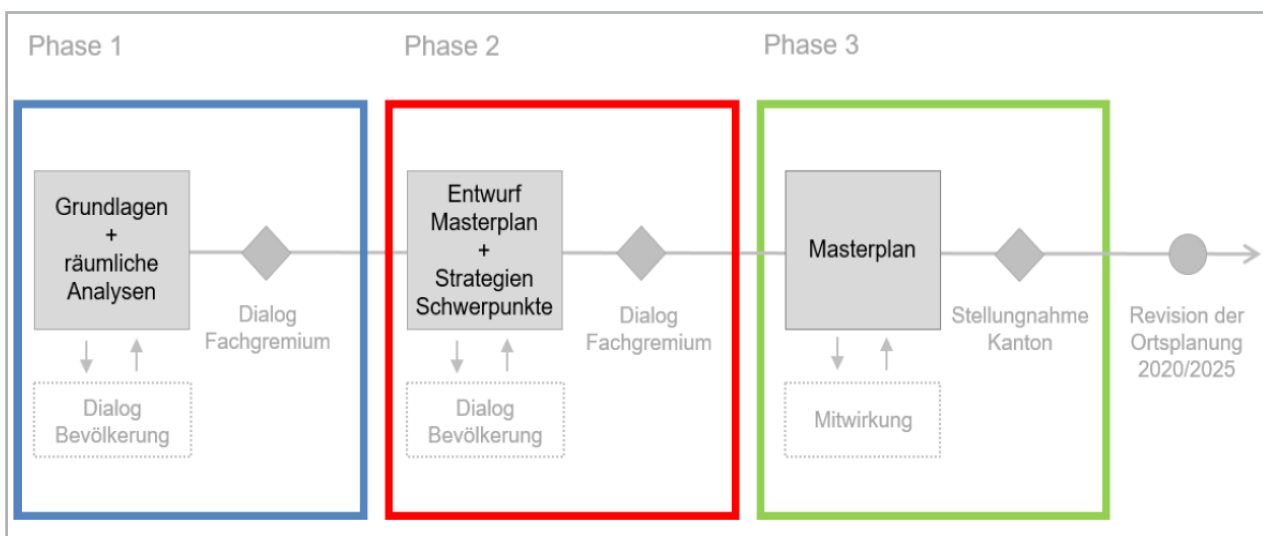 Phase 1
Phase 2
Phase 3
Grundlagen
+
räumliche
Analysen
Dialog
Fachgremium
Dialog
Bevölkerung
Entwurf
Masterplan
+
Strategien
Schwerpunkte
Dialog
Fachgremium
Dialog
Bevölkerung
Masterplan
Stellungnahme
Kanton
Mitwirkung
Revision der
Ortsplanung
2020/2025